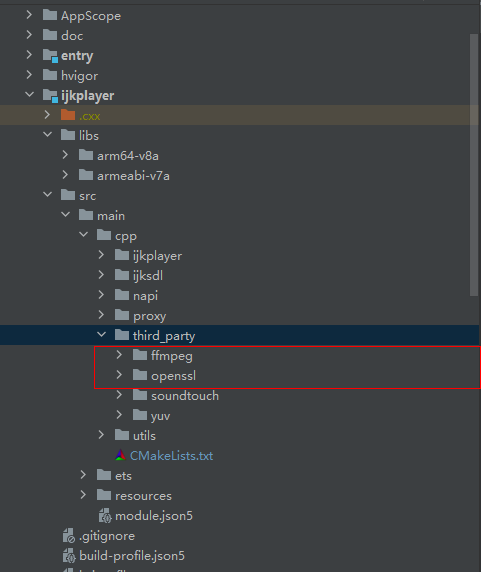 AppScope
doc
entry
hvigor
ijkplayer
.cxx
libs
arm64-v8a
armeabi-v7a
src
main
cpp
ijkplayer
ijksdl
napi
proxy
third_party
ffmpeg
openssl
soundtouch
yuv
utils
CMakeLists.txt
ets
resources
module.json5
.gitignore
build-profile.json5